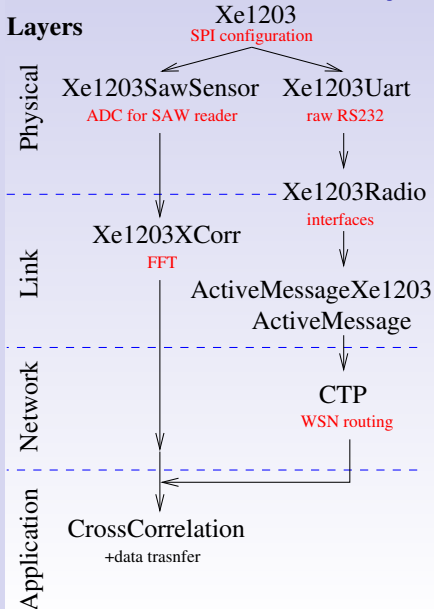 Layers
Xe1203
SPI configuration
Physical
Xe1203SawSensor
ADC for SAW reader
Xe1203Uart
raw RS232
Xe1203Radio
interfaces
Link
Xe1203XCorr
FFT
ActiveMessageXe1203
ActiveMessage
Network
CTP
WSN routing
Application
CrossCorrelation
+data trasnfer